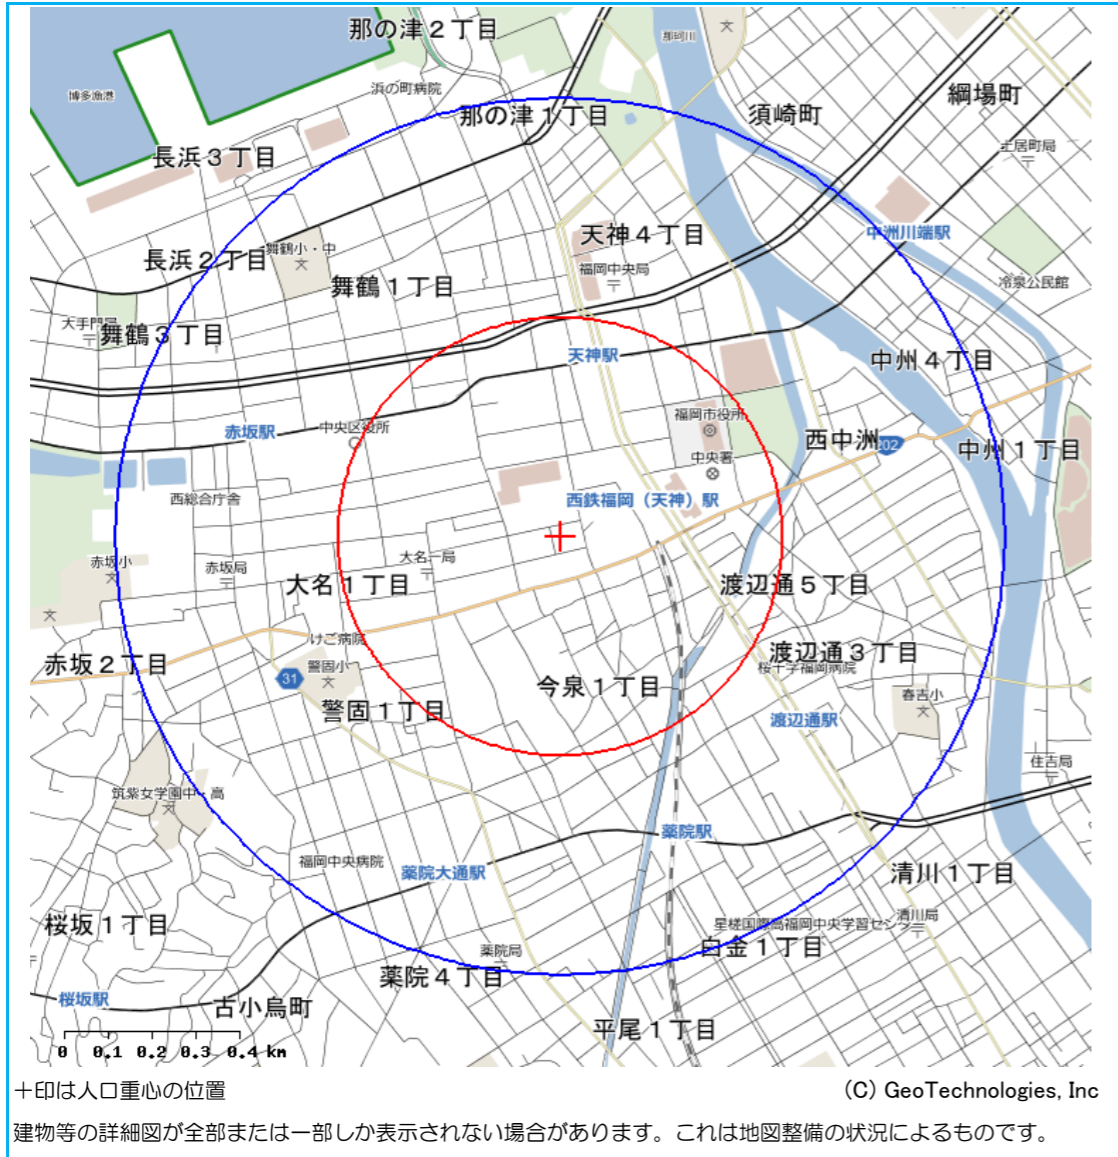 那の津２丁目
那珂川
浜の町病院
博多漁港
綱場町
那の津１丁目
須崎町
土居町局
長浜３丁目
天神４丁目
中洲川端駅
舞鶴小・中
長浜２丁目
福岡中央局
冷泉公民館
舞鶴１丁目
大手門局
舞鶴３丁目
天神駅
中州４丁目
福岡市役所
中央区役所
赤坂駅
西中洲
202
中州１丁目
中央署
西総合庁舎
西鉄福岡（天神）駅
赤坂小
赤坂局
大名一局
大名１丁目
渡辺通５丁目
けご病院
赤坂２丁目
渡辺通３丁目
警固小
桜十字福岡病院
31
今泉１丁目
春吉小
警固１丁目
渡辺通駅
住吉局
筑紫女学園中・高
薬院駅
福岡中央病院
薬院大通駅
清川１丁目
清川局
桜坂１丁目
星槎国際高福岡中央学習センター
白金１丁目
薬院局
薬院４丁目
桜坂駅
古小烏町
平尾１丁目
0 0.1 0.2 0.3 0.4 km
＋印は人口重心の位置
(C) GeoTechnologies, Inc
建物等の詳細図が全部または一部しか表示されない場合があります。これは地図整備の状況によるものです。